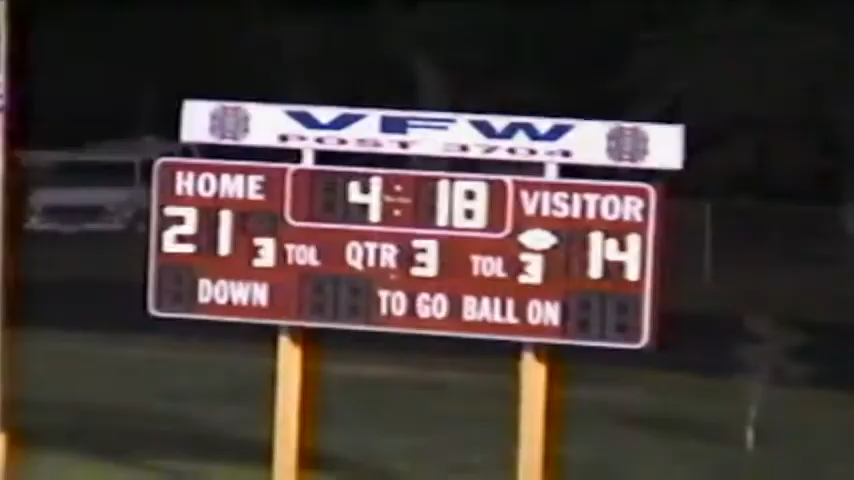 VFW
POST 3704
HOME 4:18 VISITOR
21 3 TOL QTR 3 TOL 3 14
DOWN TO GO BALL ON